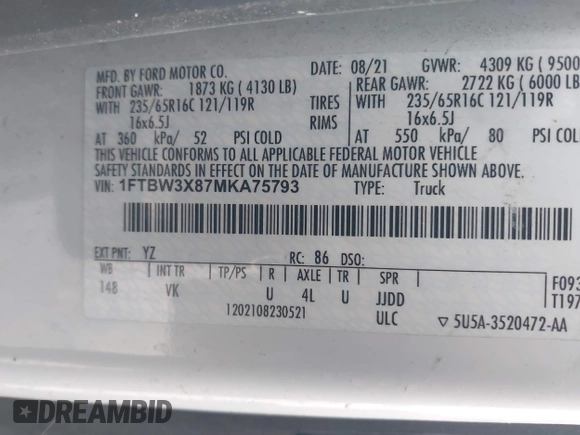 MFD. BY FORD MOTOR CO. DATE: 08/21 GVWR: 4309 KG ( 9500
FRONT GAWR: 1873 KG ( 4130 LB) REAR GAWR: 2722 KG ( 6000 LB)
WITH 235/65R16C 121/119R TIRES WITH 235/65R16C 121/119R
16x6.5J RIMS 16x6.5J
AT 360 kPa/ 52 PSI COLD AT 550 kPa/ 80 PSI COLD
THIS VEHICLE CONFORMS TO ALL APPLICABLE FEDERAL MOTOR VEHICLE
SAFETY STANDARDS IN EFFECT ON THE DATE OF MANUFACTURE SHOWN ABOVE.
VIN: 1FTBW3X87MKA75793 TYPE: Truck
EXT PNT: YZ RC: 86 DSO:
WB INT TR TP/PS R AXLE TR SPR F093
148 VK U 4L U JJDD T197
1202108230521 ULC ▽ 5U5A-3520472-AA
DREAMBID